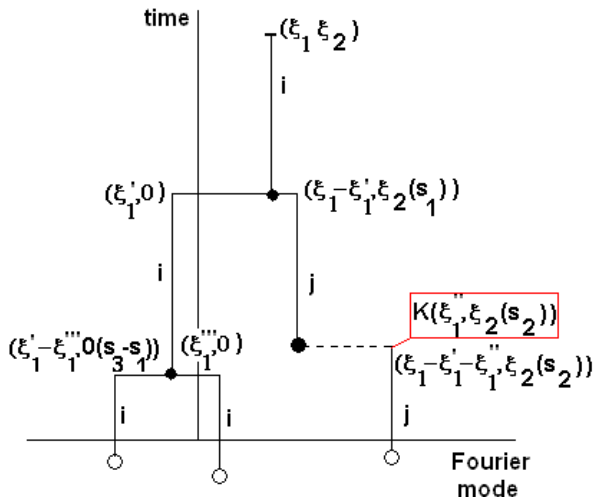 time
(ξ₁ ξ₂)
i
(ξ₁',0)
(ξ₁-ξ₁',ξ₂(s₁))
i
j
K(ξ₁'',ξ₂(s₂))
(ξ₁'-ξ₁''',0(s₃-s₁))
(ξ₁''',0)
(ξ₁-ξ₁'-ξ₁'',ξ₂(s₂))
i
i
j
Fourier
mode